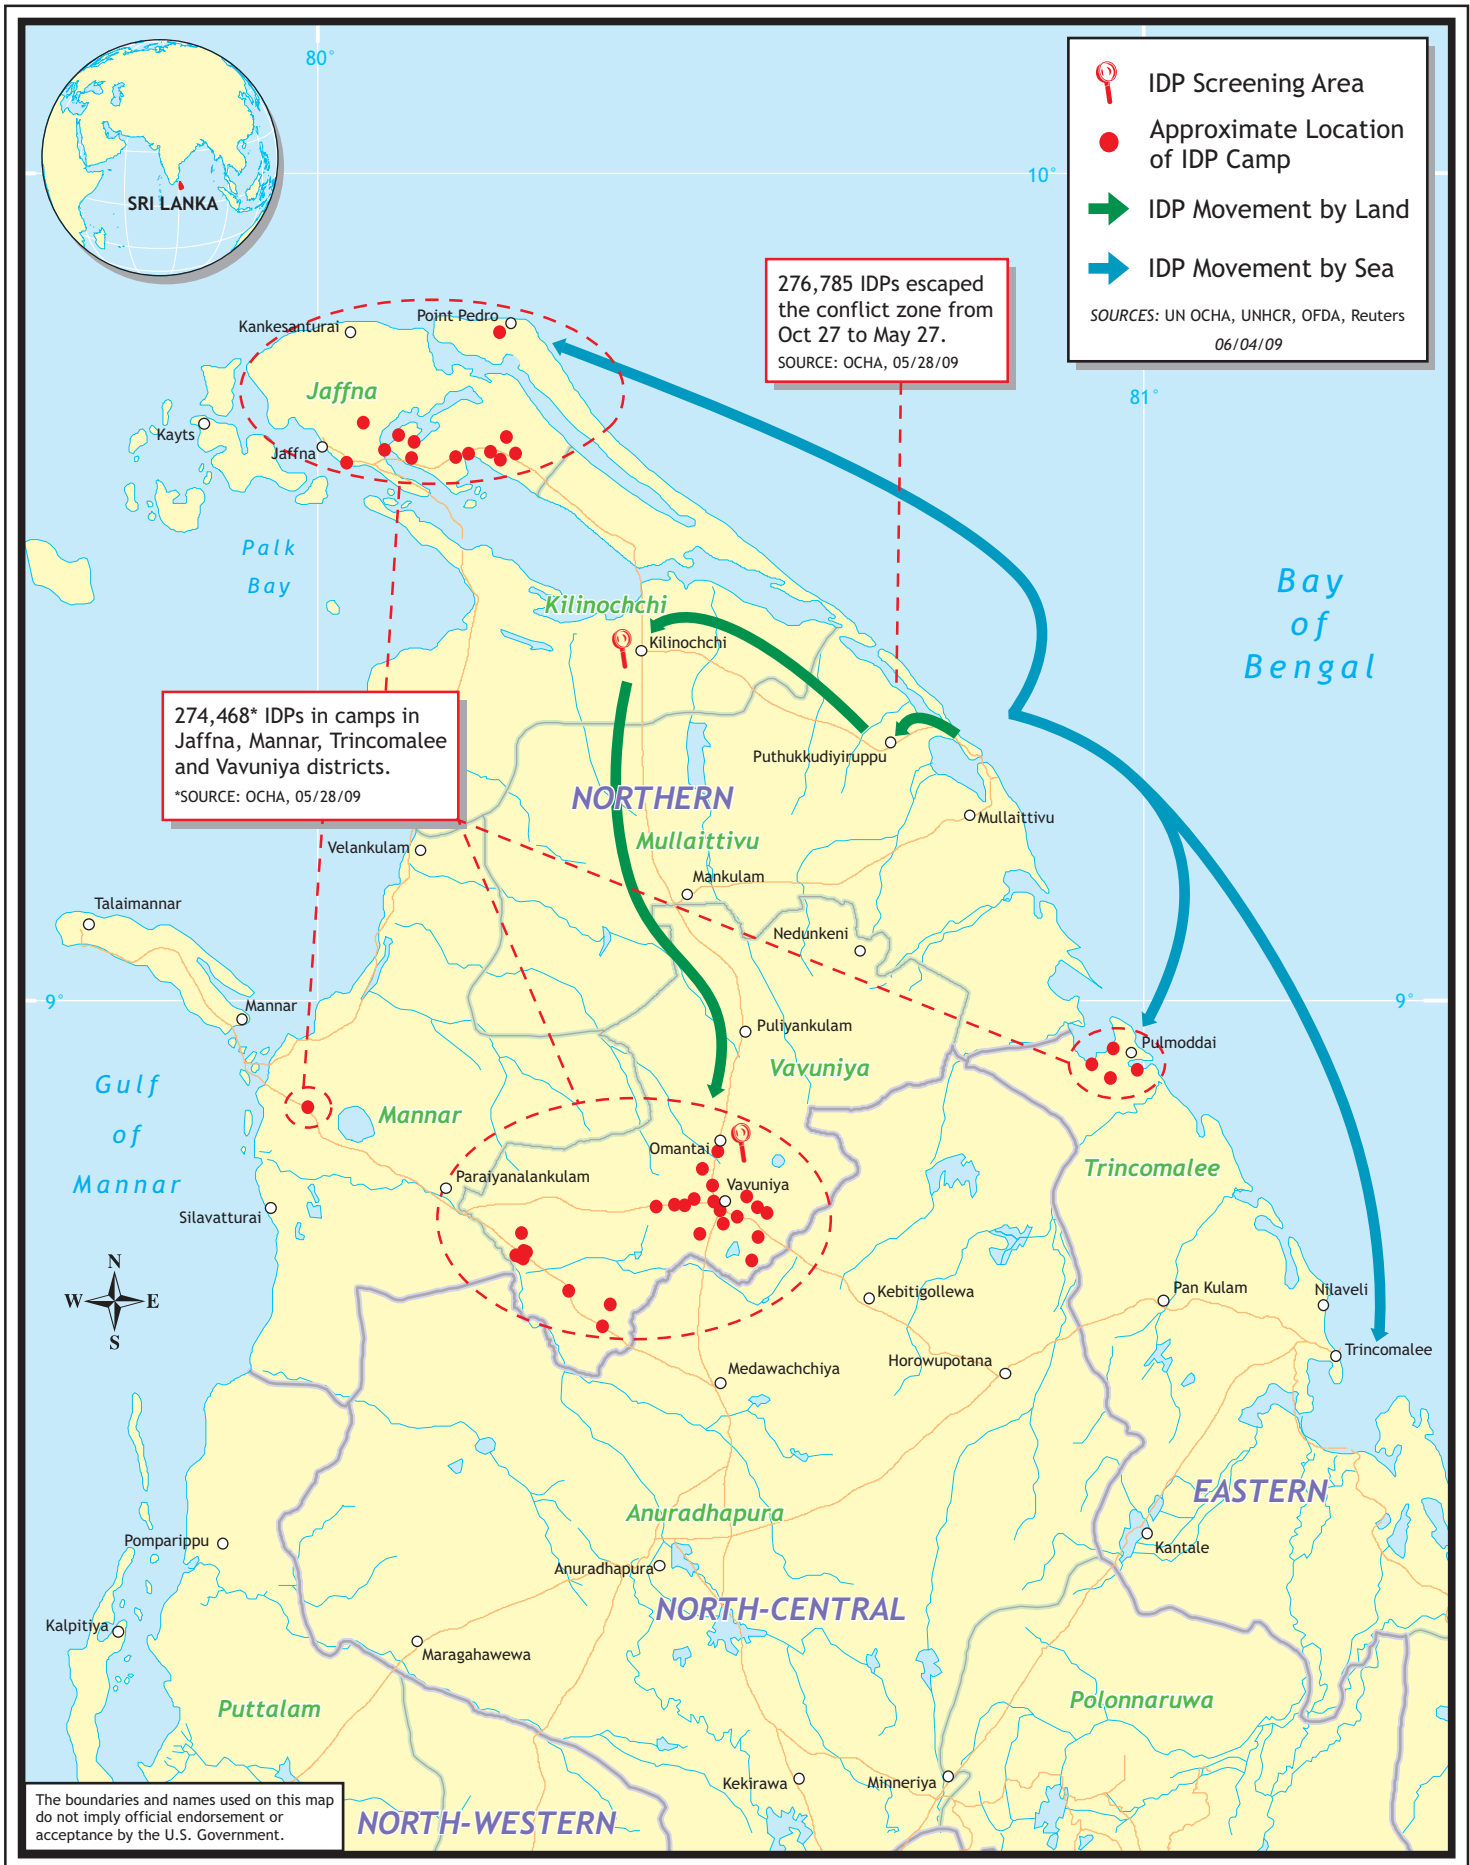 80°
SRI LANKA
10°
IDP Screening Area
Approximate Location
of IDP Camp
IDP Movement by Land
IDP Movement by Sea
SOURCES: UN OCHA, UNHCR, OFDA, Reuters
06/04/09
276,785 IDPs escaped
the conflict zone from
Oct 27 to May 27.
SOURCE: OCHA, 05/28/09
Point Pedro
Kankesanturai
Jaffna
81°
Kayts
Jaffna
Palk
Bay
Bay
of
Bengal
Kilinochchi
Kilinochchi
274,468* IDPs in camps in
Jaffna, Mannar, Trincomalee
and Vavuniya districts.
*SOURCE: OCHA, 05/28/09
Puthukkudiyiruppu
NORTHERN
Mullaittivu
Mullaittivu
Velankulam
Mankulam
Talaimannar
Nedunkeni
9°
9°
Mannar
Puliyankulam
Pulmoddai
Vavuniya
Gulf
of
Mannar
Mannar
Omantai
Trincomalee
Paraiyanalankulam
Vavuniya
Silavatturai
N
W
E
S
Kebitigollewa
Pan Kulam
Nilaveli
Trincomalee
Horowupotana
Medawachchiya
EASTERN
Anuradhapura
Pomparippu
Kantale
Anuradhapura
NORTH-CENTRAL
Kalpitiya
Maragahawewa
Puttalam
Polonnaruwa
Kekirawa
Minneriya
The boundaries and names used on this map
do not imply official endorsement or
acceptance by the U.S. Government.
NORTH-WESTERN